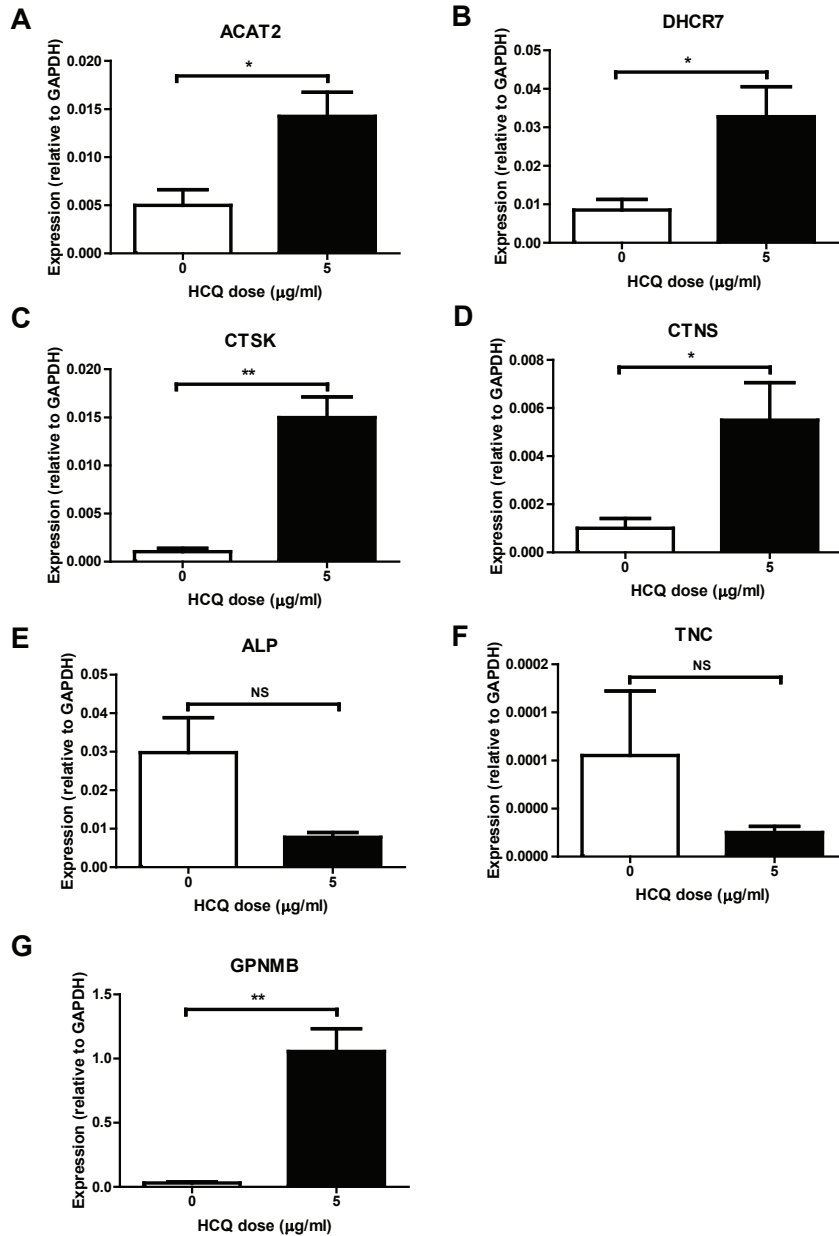 A
ACAT2
Expression (relative to GAPDH)
0.020
0.015
0.010
0.005
0.000
*
0
5
HCQ dose (μg/ml)
B
DHCR7
Expression (relative to GAPDH)
0.05
0.04
0.03
0.02
0.01
0.00
*
0
5
HCQ dose (μg/ml)
C
CTSK
Expression (relative to GAPDH)
0.020
0.015
0.010
0.005
0.000
**
0
5
HCQ dose (μg/ml)
D
CTNS
Expression (relative to GAPDH)
0.008
0.006
0.004
0.002
0.000
*
0
5
HCQ dose (μg/ml)
E
ALP
Expression (relative to GAPDH)
0.05
0.04
0.03
0.02
0.01
0.00
NS
0
5
HCQ dose (μg/ml)
F
TNC
Expression (relative to GAPDH)
0.0002
0.0001
0.0001
0.0000
0.0000
NS
0
5
HCQ dose (μg/ml)
G
GPNMB
Expression (relative to GAPDH)
1.5
1.0
0.5
0.0
**
0
5
HCQ dose (μg/ml)